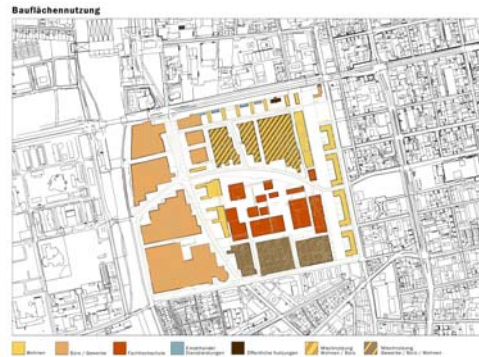 Bauflächennutzung
Wohnen
Büro / Gewerbe
Fachhochschule
Einzelhandel
Dienstleistungen
Öffentliche Nutzungen
Mischnutzung
Wohnen / Büro
Mischnutzung
Gewerbe / Büro / Wohnen